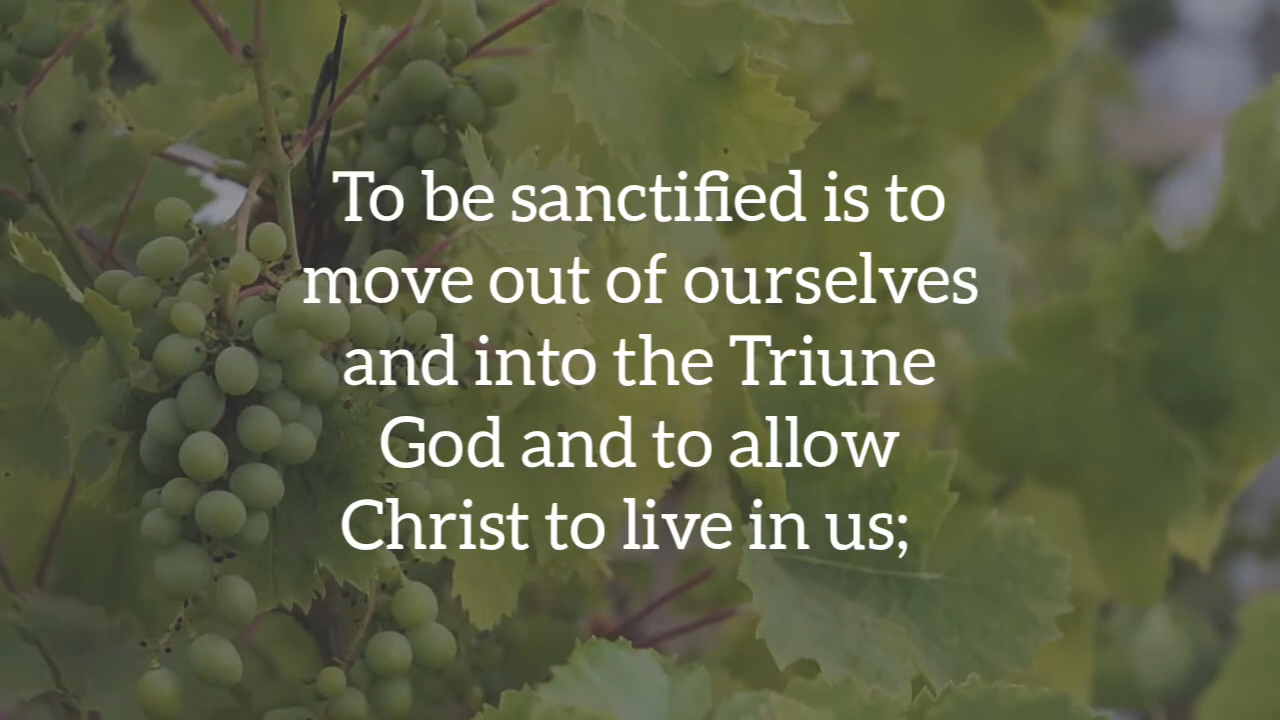 To be sanctified is to
move out of ourselves
and into the Triune
God and to allow
Christ to live in us;